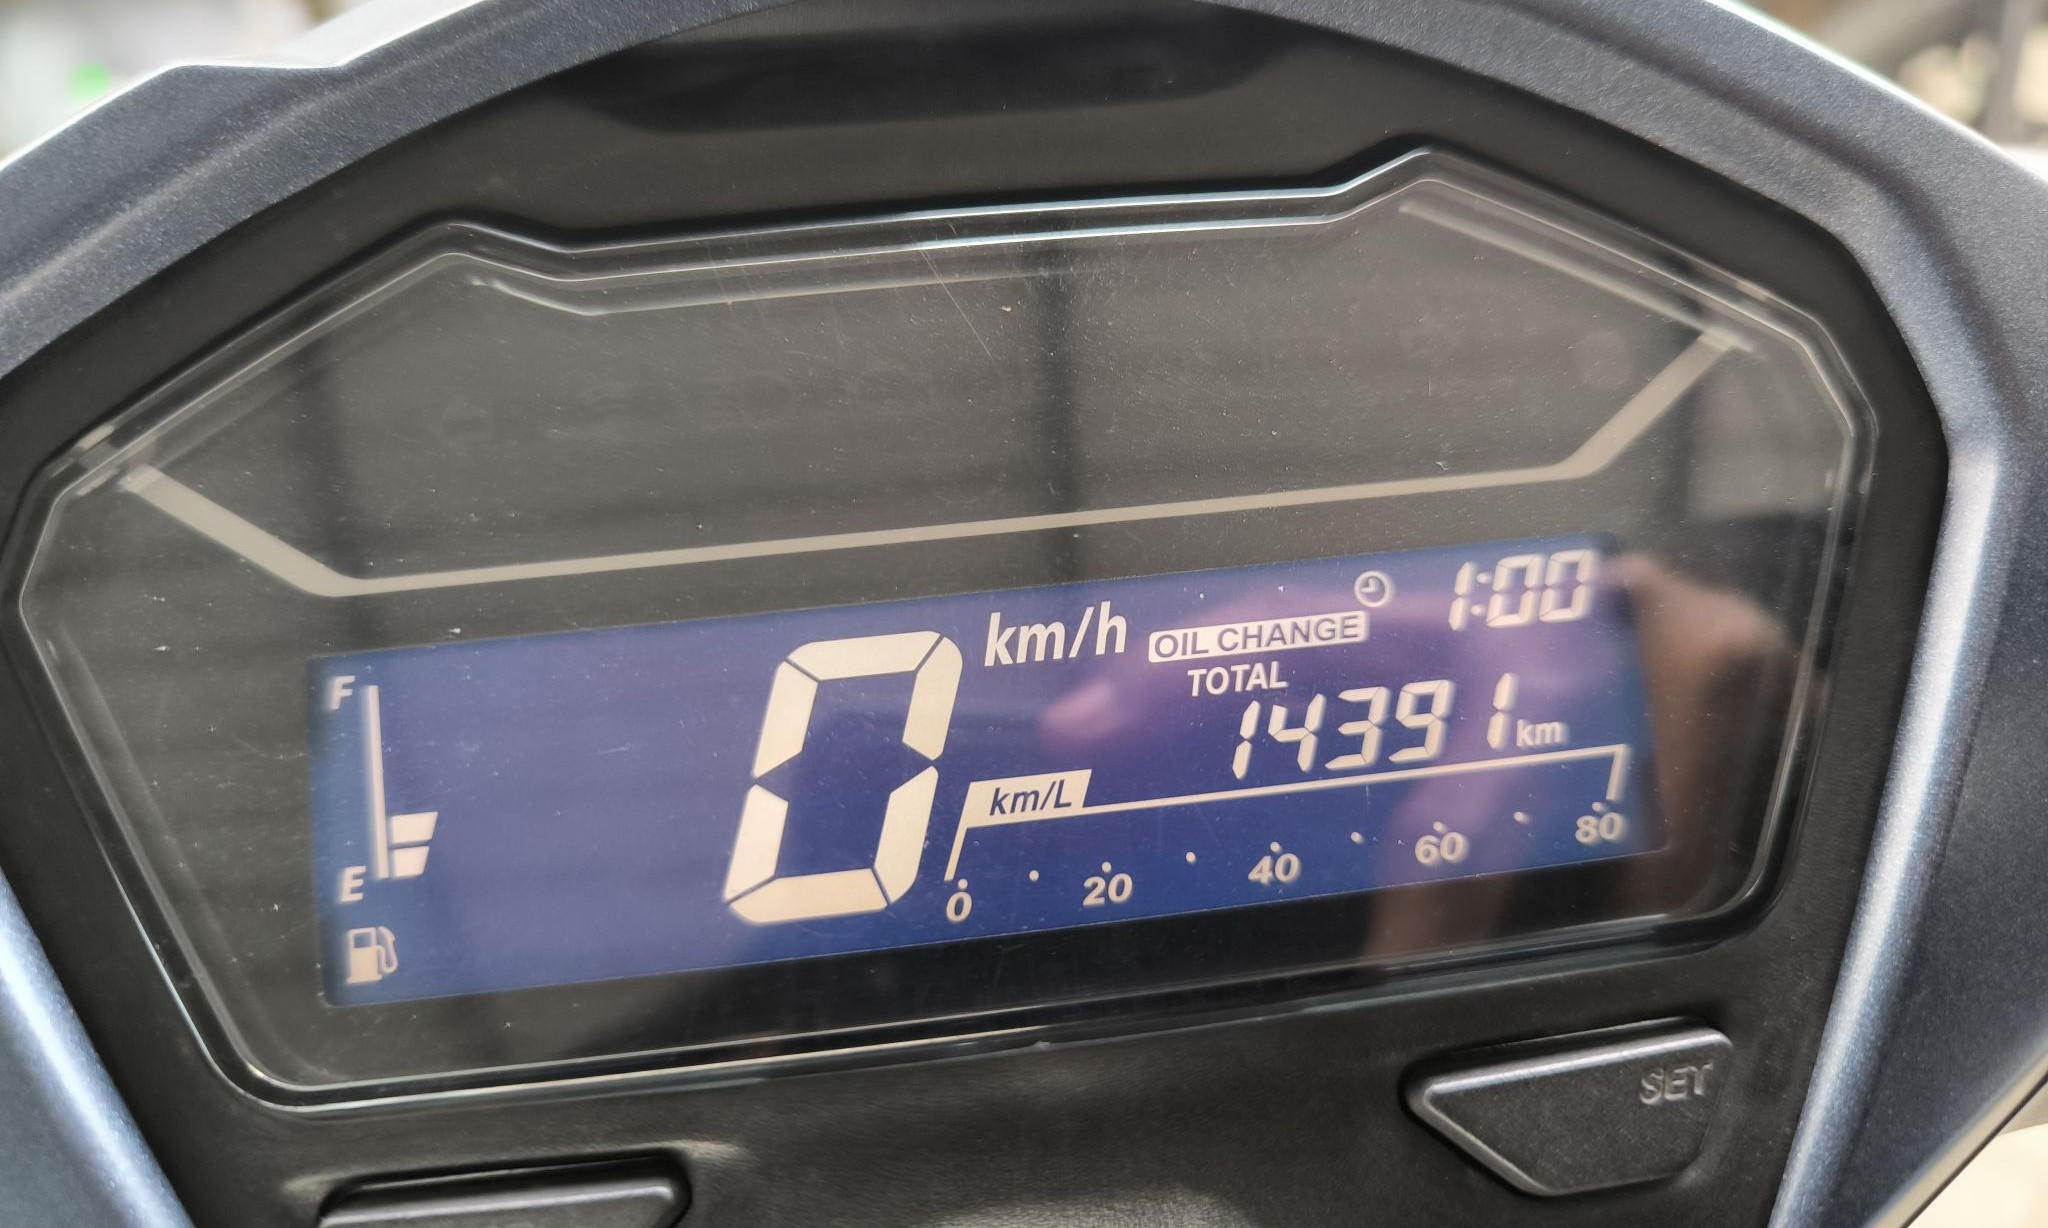 1:00
km/h OIL CHANGE
F TOTAL
14391 km
km/L
E 0 20 40 60 80
0
SET